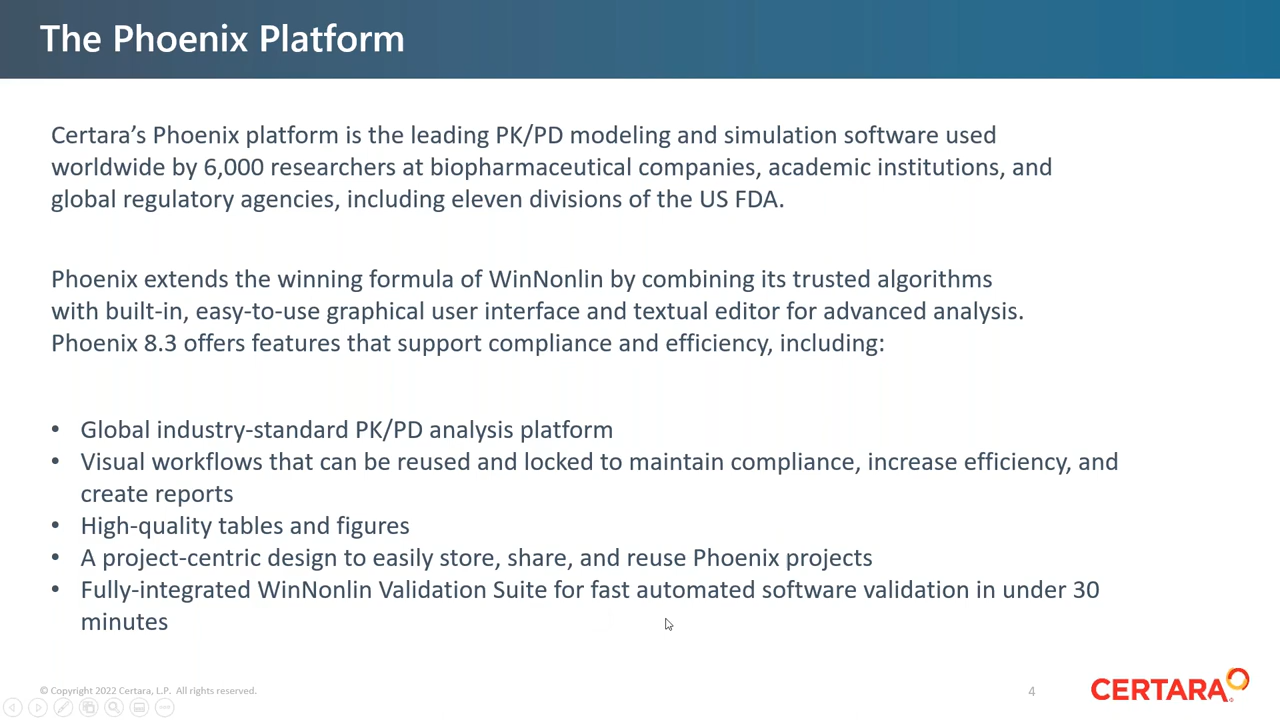 The Phoenix Platform
Certara’s Phoenix platform is the leading PK/PD modeling and simulation software used
worldwide by 6,000 researchers at biopharmaceutical companies, academic institutions, and
global regulatory agencies, including eleven divisions of the US FDA.
Phoenix extends the winning formula of WinNonlin by combining its trusted algorithms
with built-in, easy-to-use graphical user interface and textual editor for advanced analysis.
Phoenix 8.3 offers features that support compliance and efficiency, including:
• Global industry-standard PK/PD analysis platform
• Visual workflows that can be reused and locked to maintain compliance, increase efficiency, and
create reports
• High-quality tables and figures
• A project-centric design to easily store, share, and reuse Phoenix projects
• Fully-integrated WinNonlin Validation Suite for fast automated software validation in under 30
minutes
© Copyright 2022 Certara, L.P. All rights reserved.
4
CERTARA